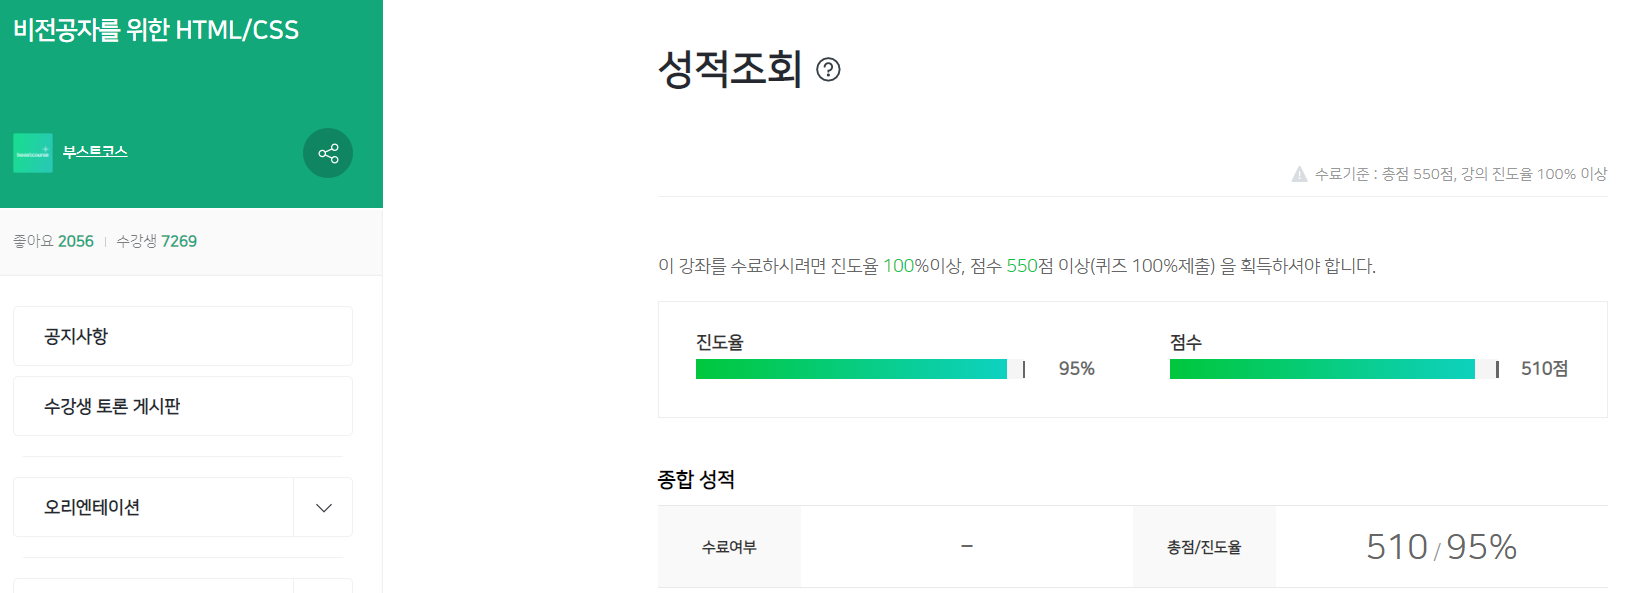 비전공자를 위한 HTML/CSS
부스트코스
좋아요 2056 수강생 7269
공지사항
수강생 토론 게시판
오리엔테이션
성적조회 ?
수료기준 : 총점 550점, 강의 진도율 100% 이상
이 강좌를 수료하시려면 진도율 100%이상, 점수 550점 이상(퀴즈 100%제출) 을 획득하셔야 합니다.
진도율
95%
점수
510점
종합 성적
수료여부 – 총점/진도율 510 / 95%